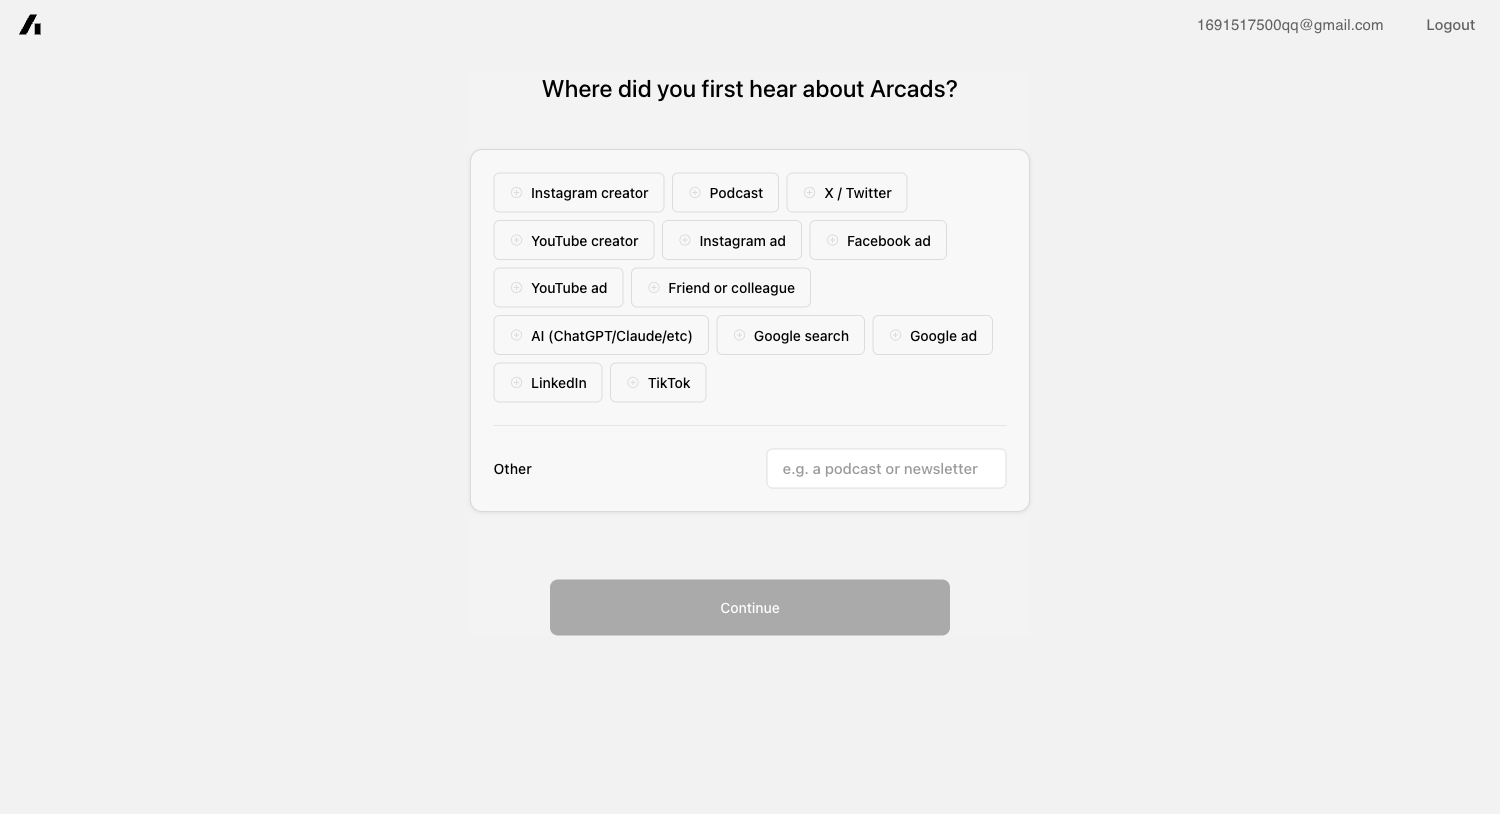 1691517500qq@gmail.com Logout
Where did you first hear about Arcads?
Instagram creator Podcast X / Twitter
YouTube creator Instagram ad Facebook ad
YouTube ad Friend or colleague
AI (ChatGPT/Claude/etc) Google search Google ad
LinkedIn TikTok
Other e.g. a podcast or newsletter
Continue